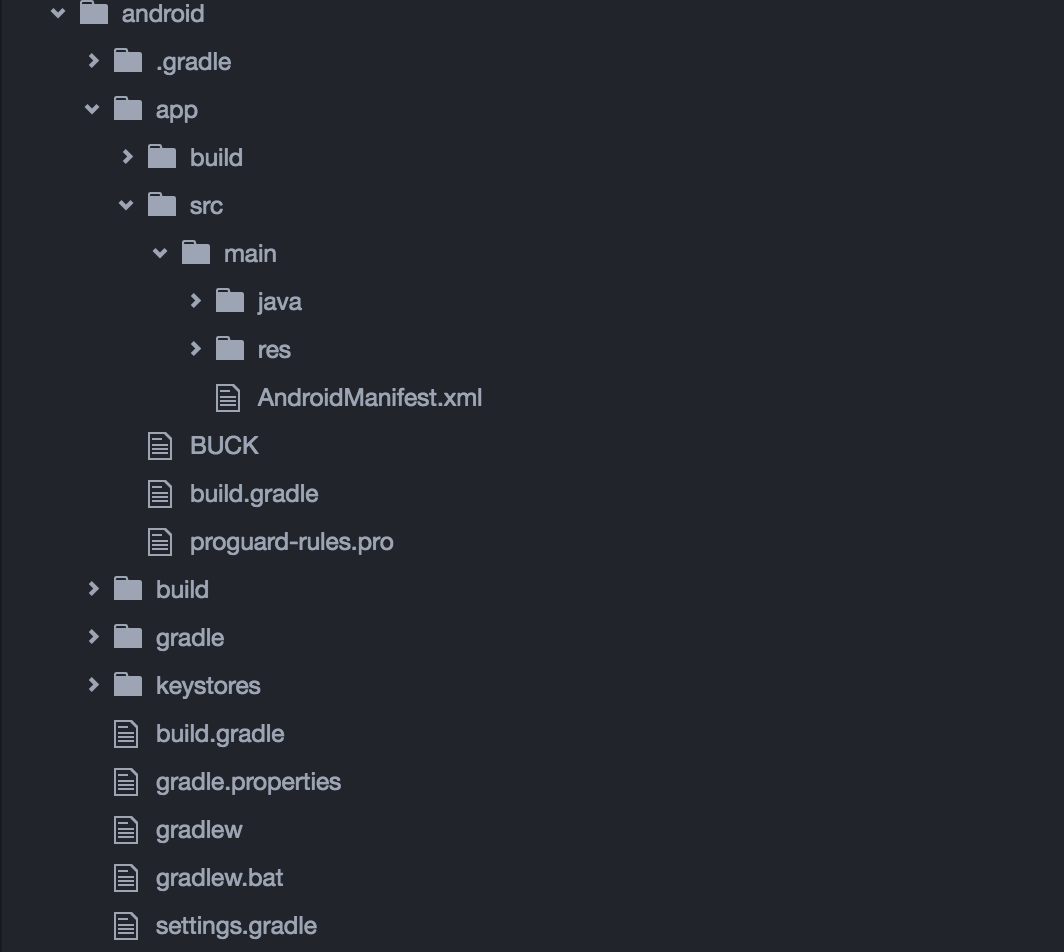 android
.gradle
app
build
src
main
java
res
AndroidManifest.xml
BUCK
build.gradle
proguard-rules.pro
build
gradle
keystores
build.gradle
gradle.properties
gradlew
gradlew.bat
settings.gradle